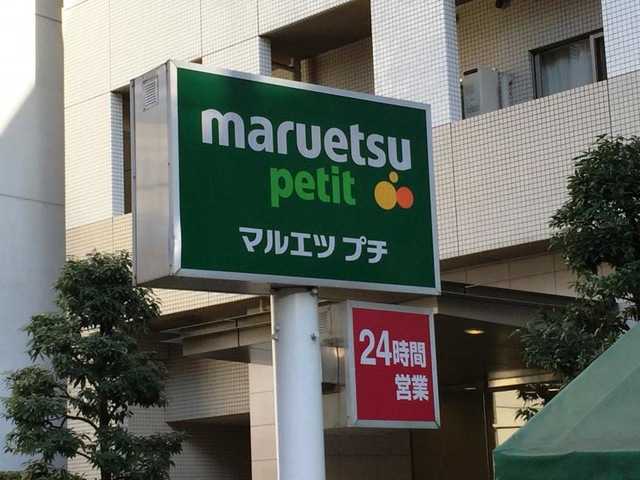 maruetsu
petit
マルエツ プチ
24時間
営業